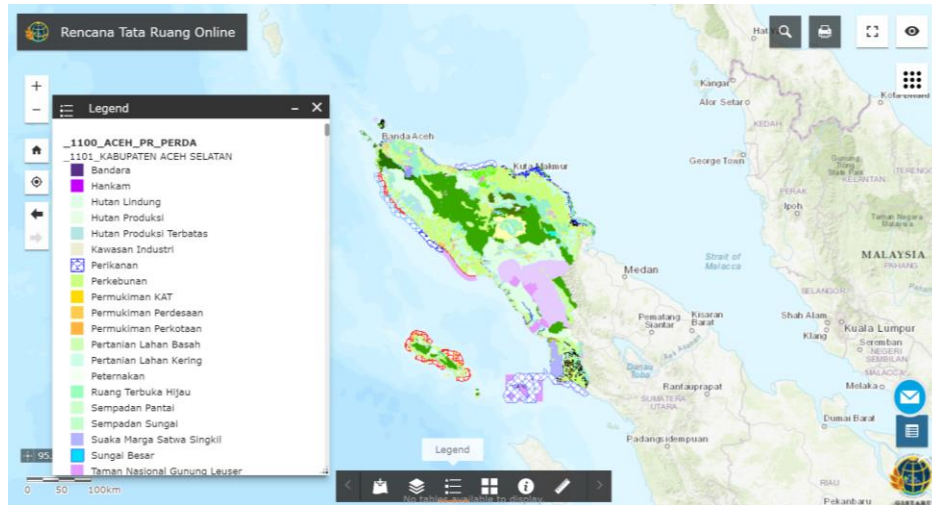 Rencana Tata Ruang Online
Legend
_1100_ACEH_PR_PERDA
_1101_KABUPATEN ACEH SELATAN
Bandara
Hankam
Hutan Lindung
Hutan Produksi
Hutan Produksi Terbatas
Kawasan Industri
Perikanan
Perkebunan
Permukiman KAT
Permukiman Perdesaan
Permukiman Perkotaan
Pertanian Lahan Basah
Pertanian Lahan Kering
Peternakan
Ruang Terbuka Hijau
Sempadan Pantai
Sempadan Sungai
Suaka Marga Satwa Singkil
Sungai Besar
Taman Nasional Gunung Leuser
0 50 100km
Banda Aceh
Kuta Makmur
Medan
Pematang
Siantar
Kisaran
Barat
Danau
Toba
Rantauprapat
SUMATERA
UTARA
Padangsidempuan
Strait of
Malacca
Kangar
Alor Setar
KEDAH
George Town
PERAK
Ipoh
KELANTAN
Taman Negara
Malaysia
MALAYSIA
PAHANG
SELANGOR
Shah Alam
Klang
Kuala Lumpur
Seremban
NEGERI
SEMBILAN
MALACCA
Melaka
Dumai Barat
RIAU
Pekanbaru
Legend
No tables available to display.